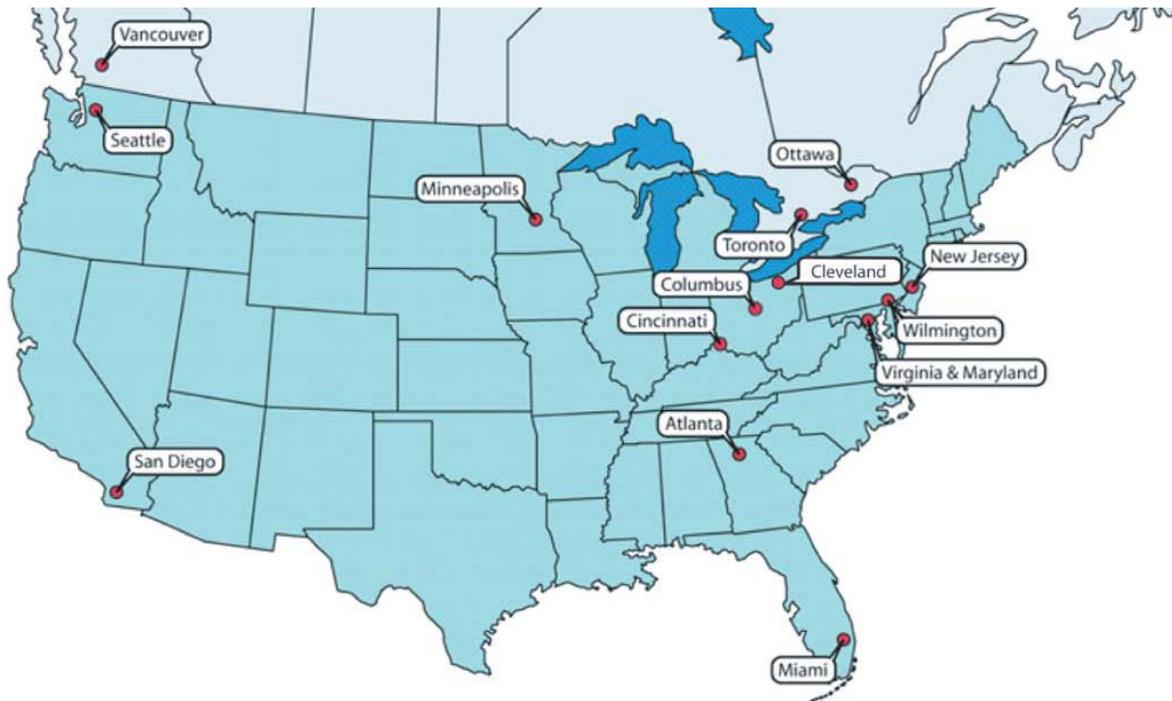 Vancouver
Seattle
Ottawa
Minneapolis
Toronto
New Jersey
Cleveland
Columbus
Cincinnati
Wilmington
Virginia & Maryland
Atlanta
San Diego
Miami